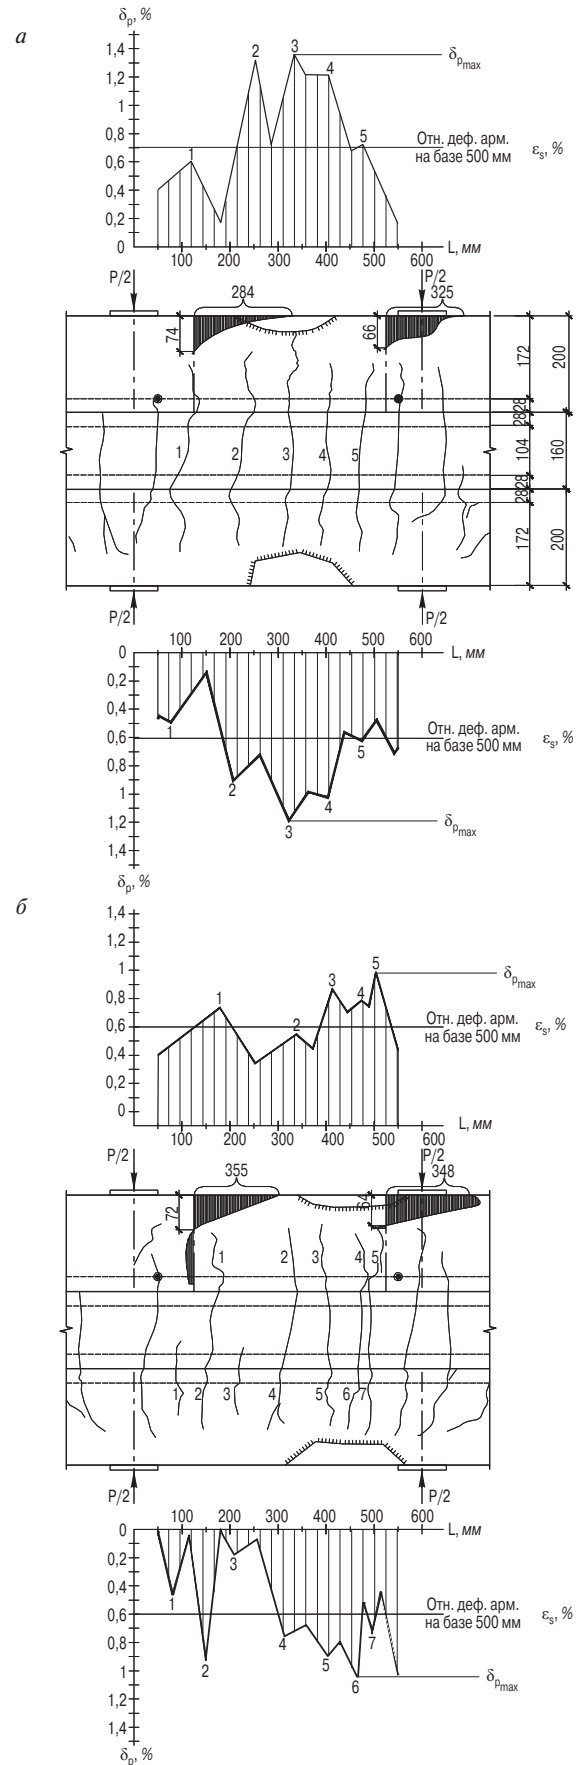 а
δp, %
1,4
1,2
1
0,8
0,6
0,4
0,2
0
1
2
3
4
5
δpmax
Отн. деф. арм.
на базе 500 мм
εs, %
100 200 300 400 500 600 L, мм
P/2 P/2
284 325
74 66
172 200
28 28
104 160
28 28
172 200
1 2 3 4 5
P/2 P/2
100 200 300 400 500 600 L, мм
0
0,2
0,4
0,6
0,8
1
1,2
1,4
1
2
3
4
5
Отн. деф. арм.
на базе 500 мм
εs, %
δpmax
δp, %
б
1,4
1,2
1
0,8
0,6
0,4
0,2
0
1
2
3
4
5
δpmax
Отн. деф. арм.
на базе 500 мм
εs, %
100 200 300 400 500 600
L, мм
P/2 P/2
355 348
72 64
1 2 3 4 5
1 2 3 4 5 6 7
P/2 P/2
100 200 300 400 500 600 L, мм
0
0,2
0,4
0,6
0,8
1
1,2
1,4
1
2
3
4
5
6
7
Отн. деф. арм.
на базе 500 мм
εs, %
δpmax
δp, %